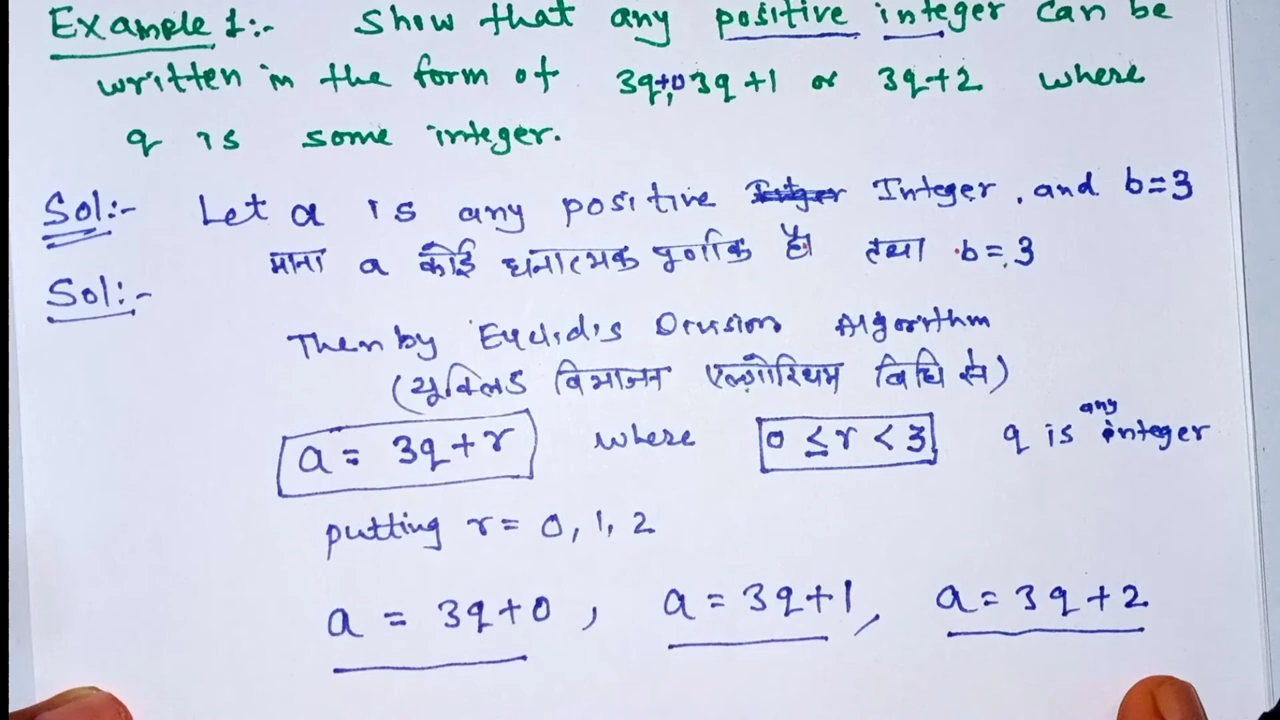 Example 1:- Show that any positive integer can be
written in the form of 3q+0, 3q+1 or 3q+2 where
q is some integer.
Sol:- Let a is any positive Integer, and b=3
माना a कोई धनात्मक पूर्णांक है। तथा b=3
Sol:-
Then by Euclid's Division Algorithm
(यूक्लिड विभाजन एल्गोरिथम विधि से)
a = 3q+r where 0 ≤ r < 3 q is any integer
putting r= 0, 1, 2
a = 3q+0, a = 3q+1, a = 3q+2